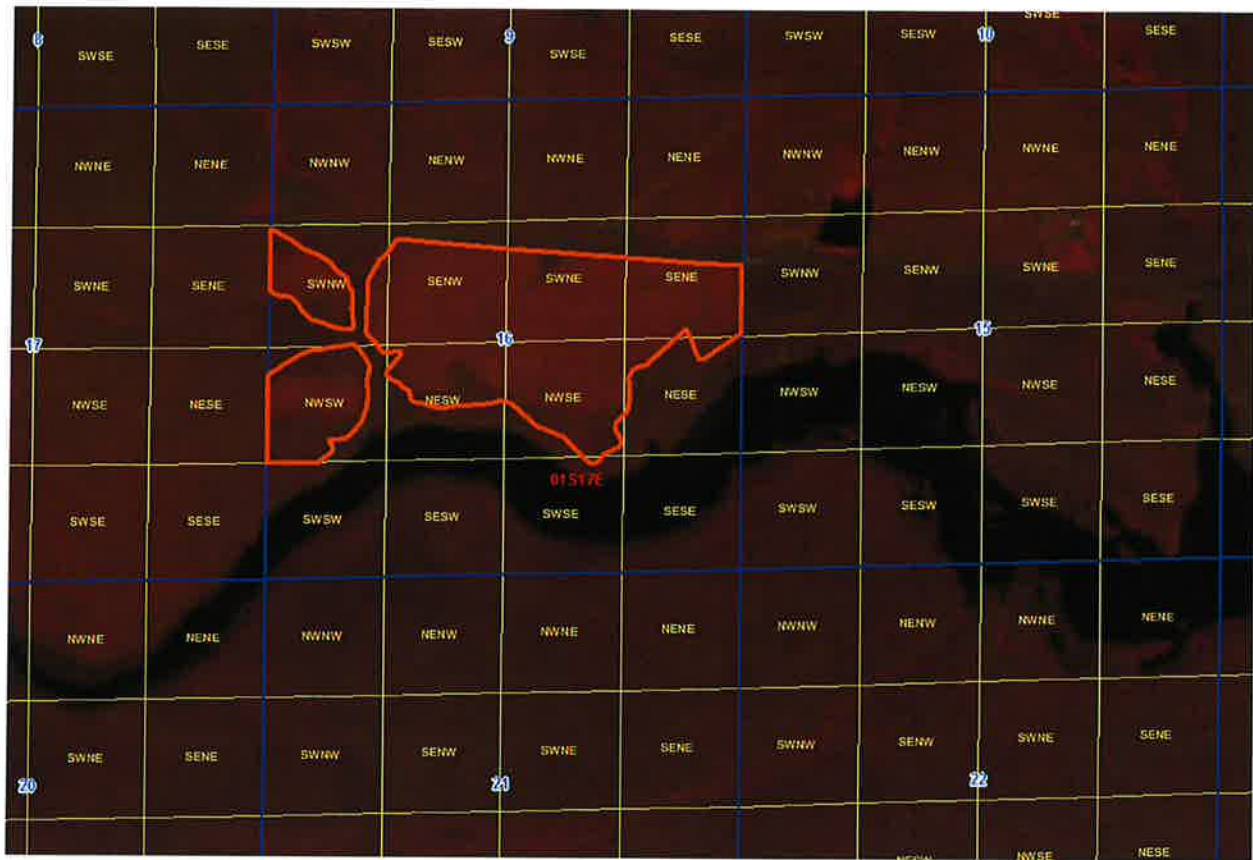 8 SWSE SESE SWSW SESW 9 SWSE SESE SWSW SESW 10 SWSE SESE
NWNE NENE NWNW NENW NWNE NENE NWNW NENW NWNE NENE
SWNE SENE SWNW SENW SWNE SENE SWNW SENW SWNE SENE
17 16 15
NWSE NESE NWSW NESW NWSE NESE NWSW NESW NWSE NESE
01S17E
SWSE SESE SWSW SESW SWSE SESE SWSW SESW SWSE SESE
NWNE NENE NWNW NENW NWNE NENE NWNW NENW NWNE NENE
SWNE SENE SWNW SENW SWNE SENE SWNW SENW SWNE SENE
20 21 22
NESW NWSE NESE